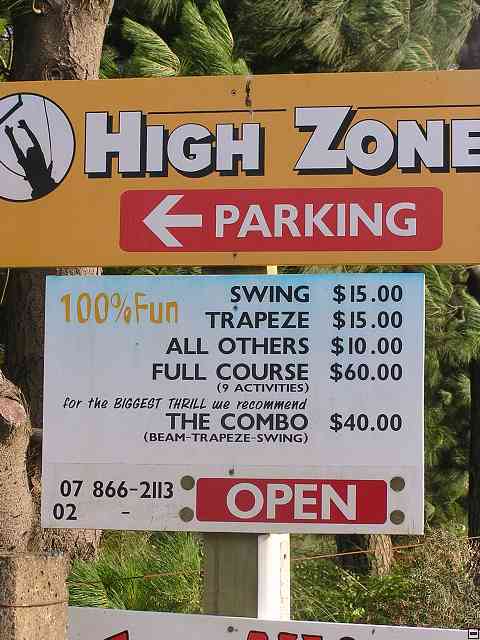 HIGH ZONE
PARKING
100% Fun
SWING $15.00
TRAPEZE $15.00
ALL OTHERS $10.00
FULL COURSE $60.00
(9 ACTIVITIES)
for the BIGGEST THRILL we recommend
THE COMBO $40.00
(BEAM-TRAPEZE-SWING)
07 866-2113
02 -
OPEN